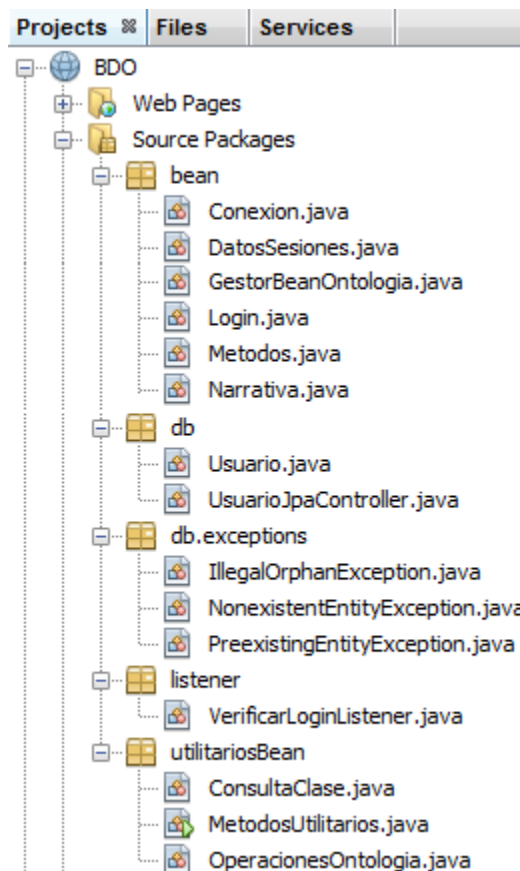 Projects Files Services
BDO
Web Pages
Source Packages
bean
Conexion.java
DatosSesiones.java
GestorBeanOntologia.java
Login.java
Metodos.java
Narrativa.java
db
Usuario.java
UsuarioJpaController.java
db.exceptions
IllegalOrphanException.java
NonexistentEntityException.java
PreexistingEntityException.java
listener
VerificarLoginListener.java
utilitariosBean
ConsultaClase.java
MetodosUtilitarios.java
OperacionesOntologia.java